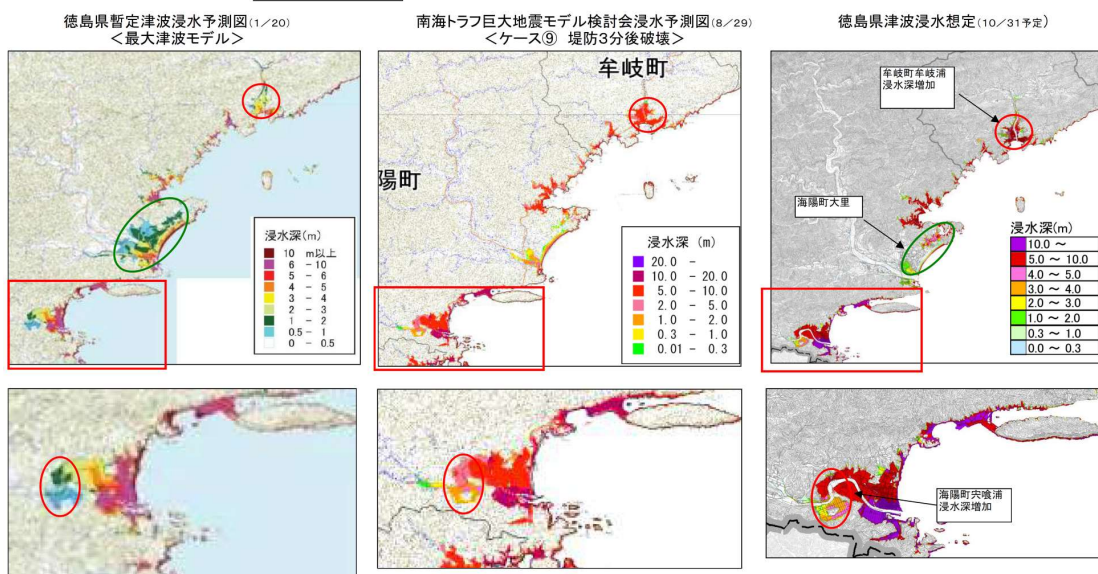 徳島県暫定津波浸水予測図(1/20)
＜最大津波モデル＞
南海トラフ巨大地震モデル検討会浸水予測図(8/29)
＜ケース⑨ 堤防3分後破壊＞
徳島県津波浸水想定(10/31予定)
浸水深(m)
10 m以上
6 - 10
5 - 6
4 - 5
3 - 4
2 - 3
1 - 2
0.5 - 1
0 - 0.5
牟岐町
陽町
浸水深 (m)
20.0 -
10.0 - 20.0
5.0 - 10.0
2.0 - 5.0
1.0 - 2.0
0.3 - 1.0
0.01 - 0.3
牟岐町牟岐浦
浸水深増加
海陽町大里
浸水深(m)
10.0 ～
5.0 ～ 10.0
4.0 ～ 5.0
3.0 ～ 4.0
2.0 ～ 3.0
1.0 ～ 2.0
0.3 ～ 1.0
0.0 ～ 0.3
海陽町宍喰浦
浸水深増加